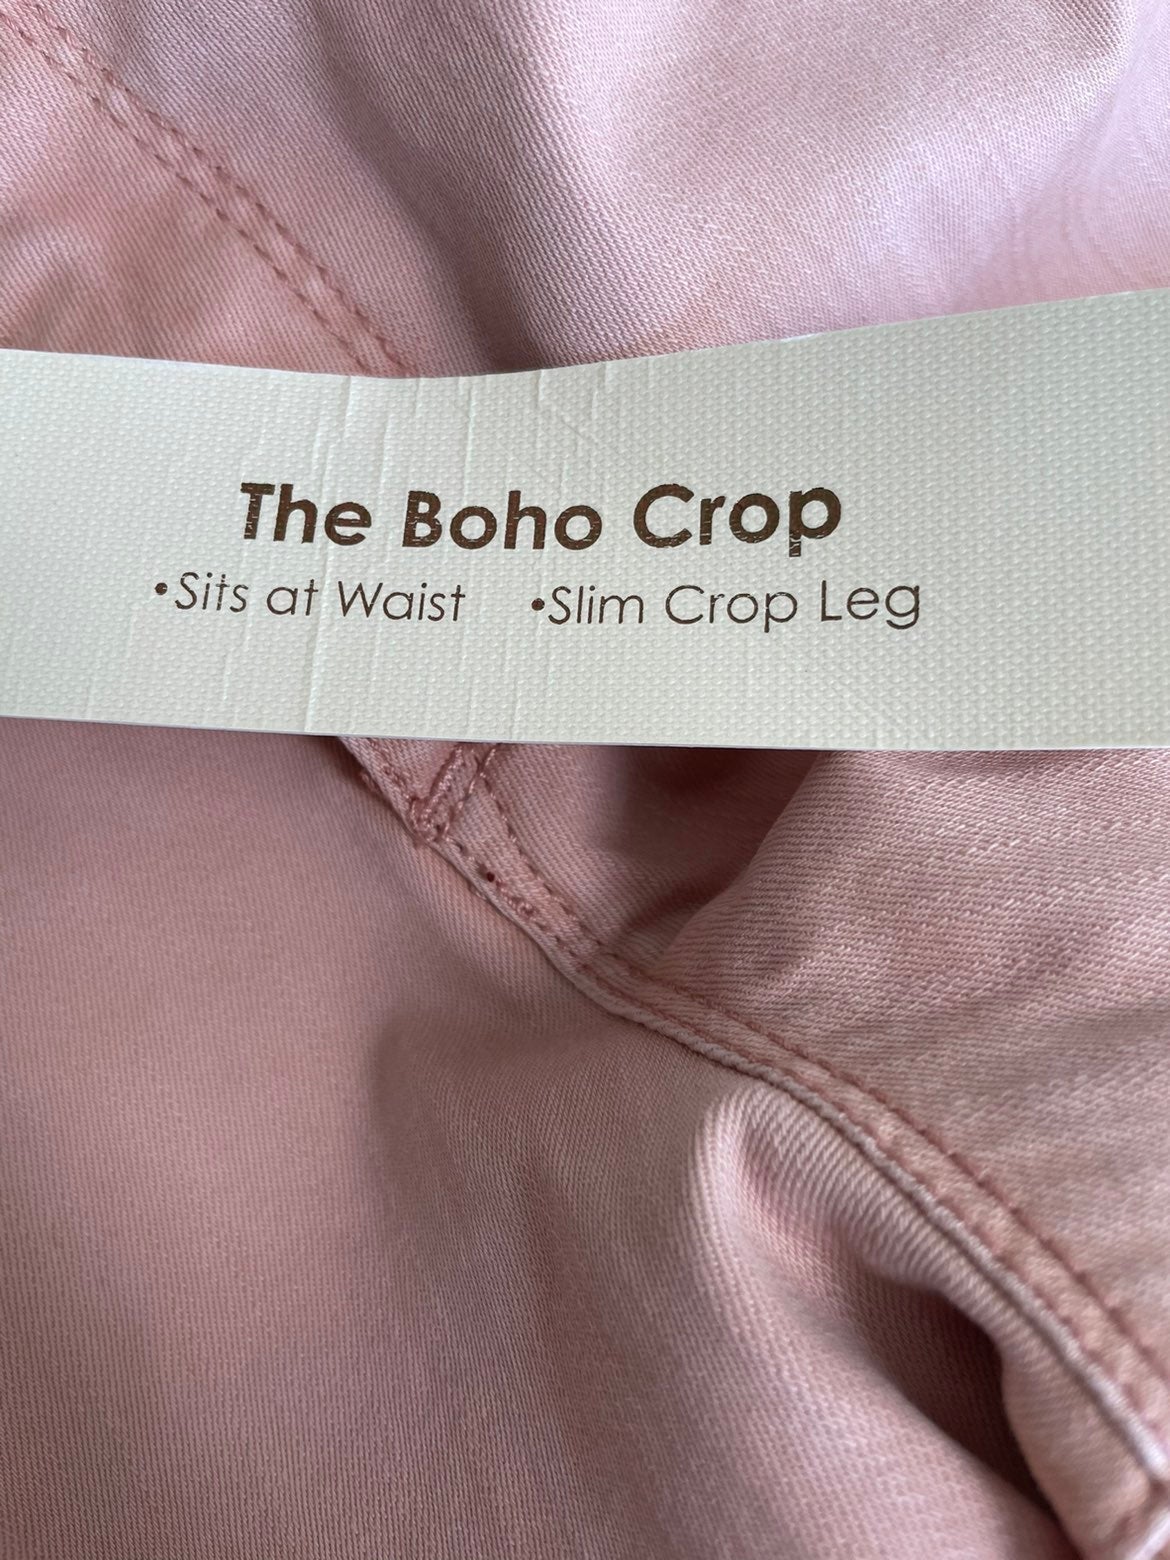 The Boho Crop
•Sits at Waist •Slim Crop Leg